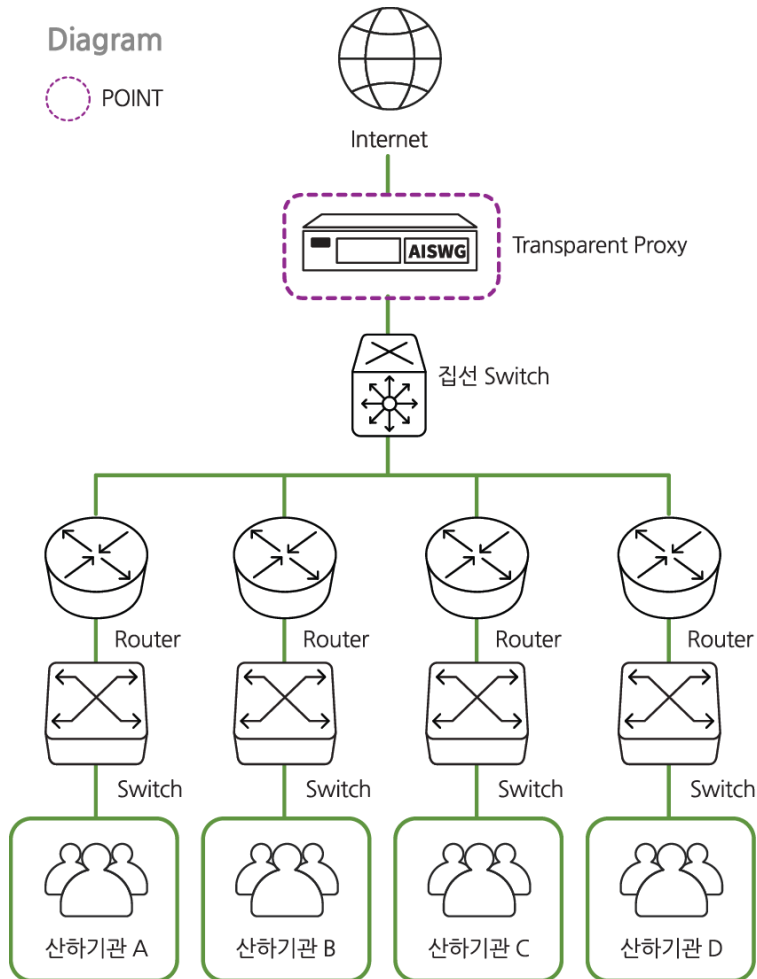 Diagram
POINT
Internet
AISWG
Transparent Proxy
집선 Switch
Router
Router
Router
Router
Switch
Switch
Switch
Switch
산하기관 A
산하기관 B
산하기관 C
산하기관 D